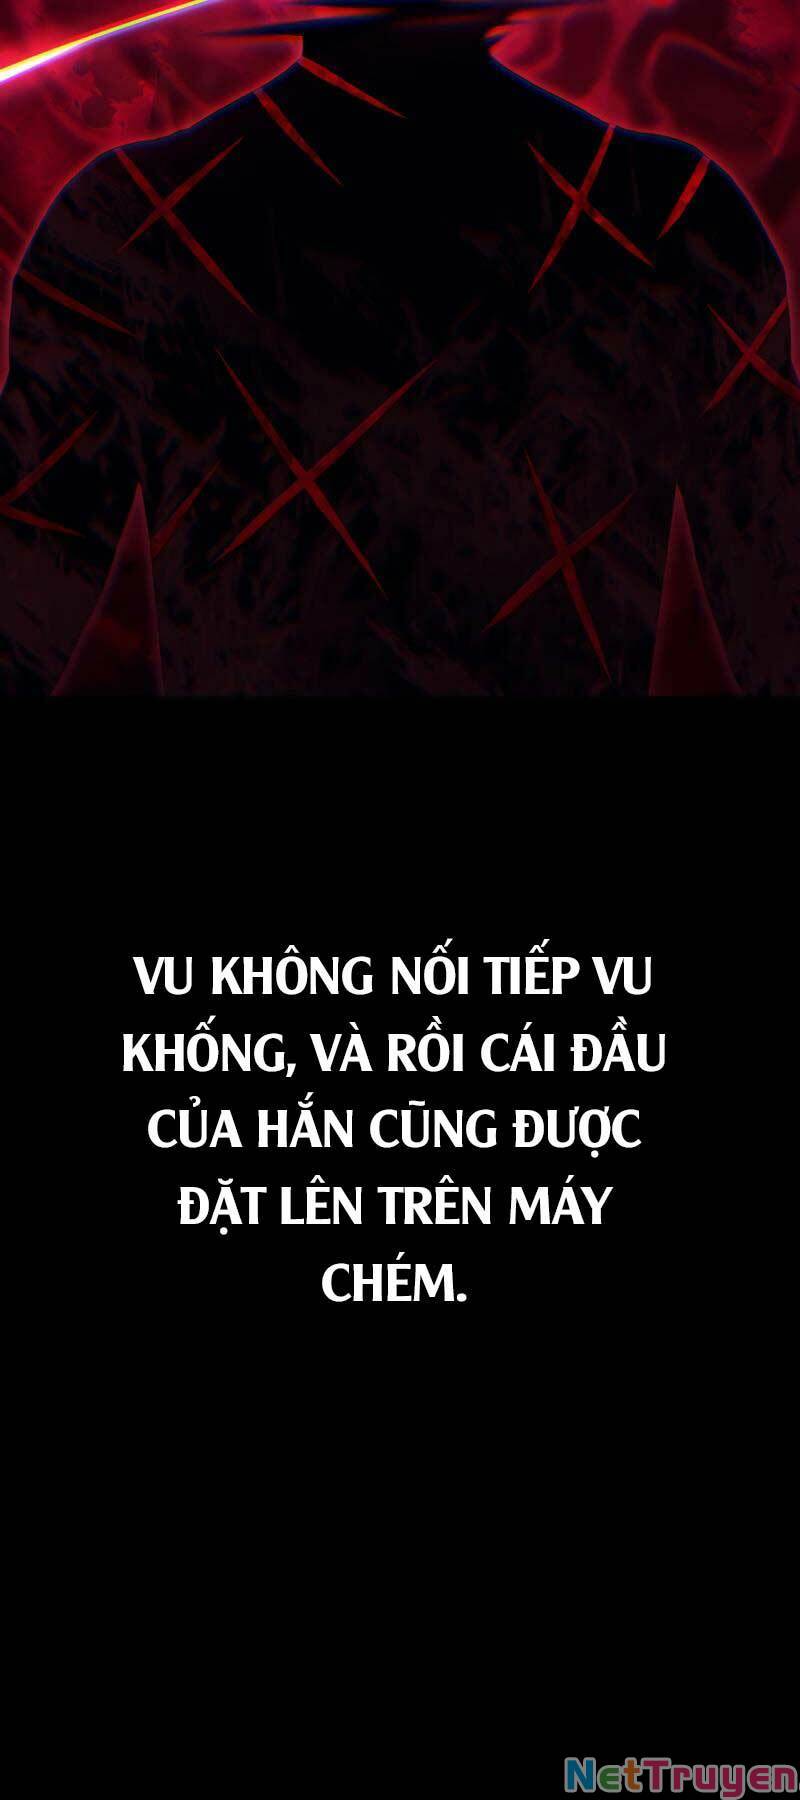 VU KHÔNG NỐI TIẾP VU
KHỐNG, VÀ RỒI CÁI ĐẦU
CỦA HẮN CŨNG ĐƯỢC
ĐẶT LÊN TRÊN MÁY
CHÉM.
NetTruyen